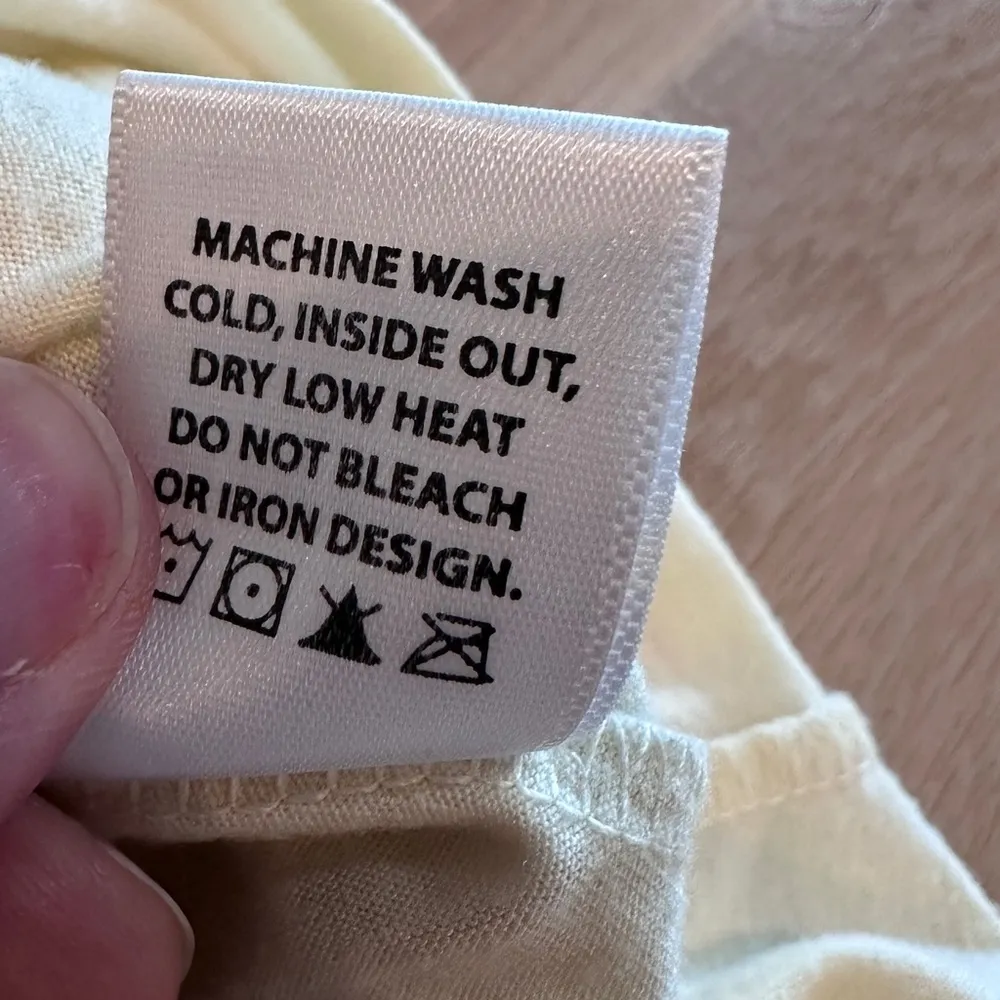 MACHINE WASH
COLD, INSIDE OUT,
DRY LOW HEAT
DO NOT BLEACH
OR IRON DESIGN.